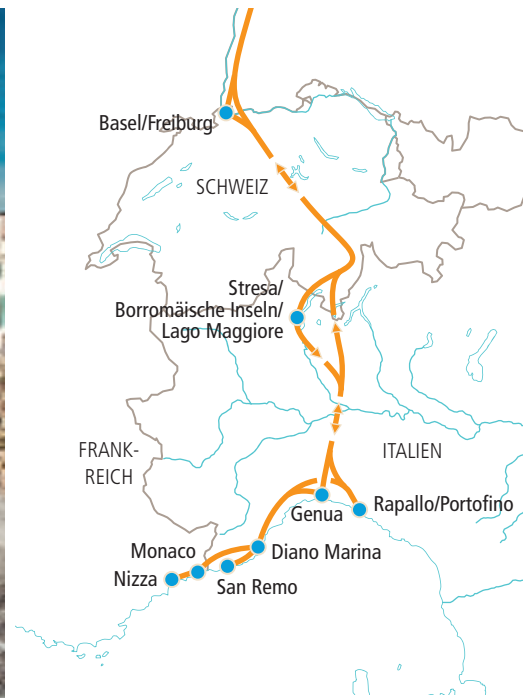 Basel/Freiburg
SCHWEIZ
Stresa/
Borromäische Inseln/
Lago Maggiore
FRANK-
REICH
ITALIEN
Rapallo/Portofino
Genua
Monaco
Diano Marina
Nizza
San Remo